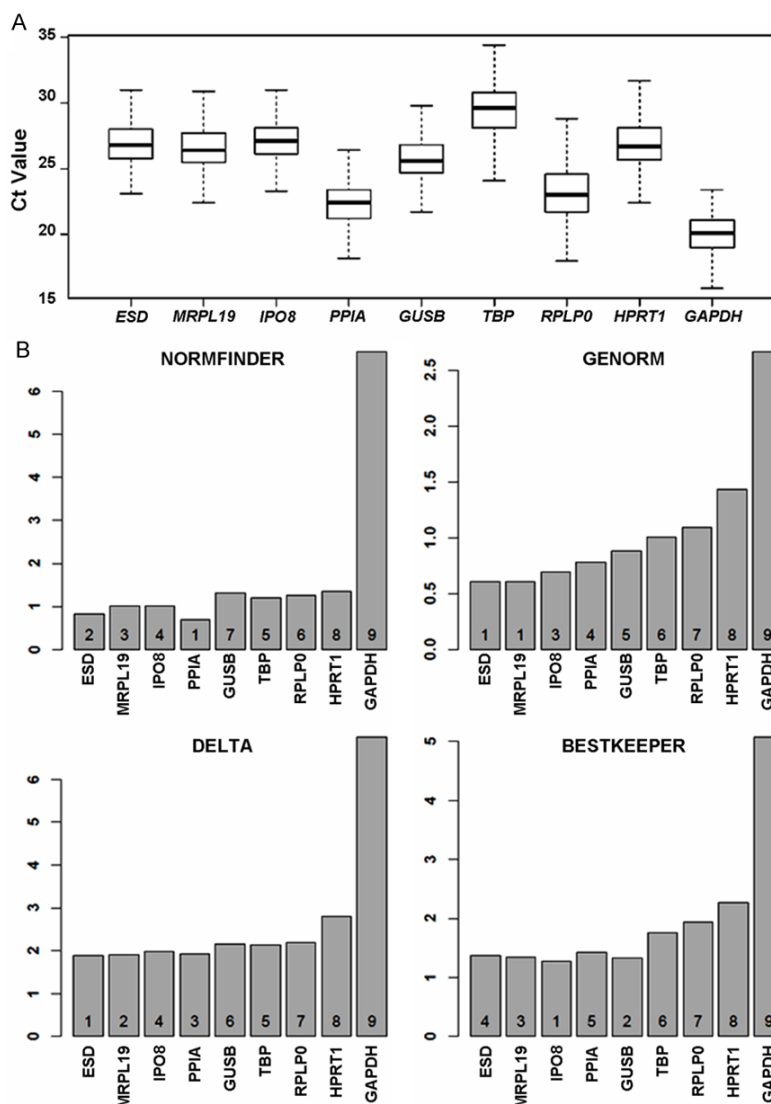 A
35
30
25
20
15
Ct Value
ESD MRPL19 IPO8 PPIA GUSB TBP RPLP0 HPRT1 GAPDH
B
NORMFINDER
6
5
4
3
2
1
0
2 3 4 1 7 5 6 8 9
ESD MRPL19 IPO8 PPIA GUSB TBP RPLP0 HPRT1 GAPDH
GENORM
2.5
2.0
1.5
1.0
0.5
0.0
1 1 3 4 5 6 7 8 9
ESD MRPL19 IPO8 PPIA GUSB TBP RPLP0 HPRT1 GAPDH
DELTA
6
5
4
3
2
1
0
1 2 4 3 6 5 7 8 9
ESD MRPL19 IPO8 PPIA GUSB TBP RPLP0 HPRT1 GAPDH
BESTKEEPER
5
4
3
2
1
0
4 3 1 5 2 6 7 8 9
ESD MRPL19 IPO8 PPIA GUSB TBP RPLP0 HPRT1 GAPDH